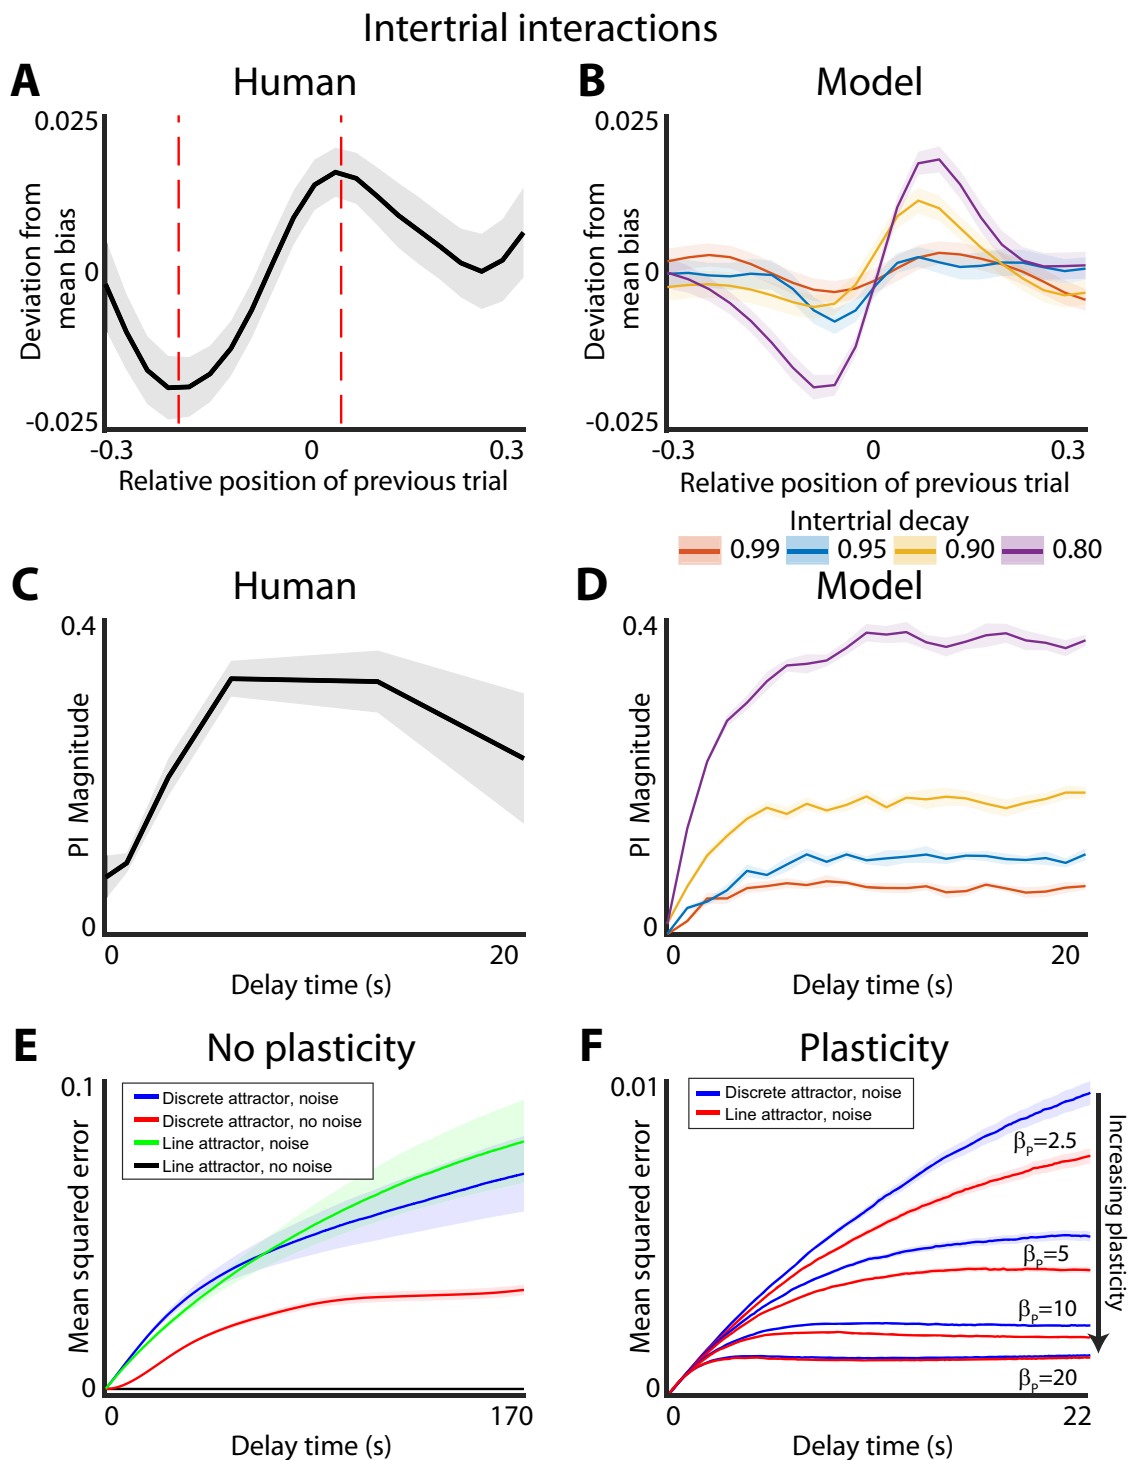 Intertrial interactions
A Human
0.025
0
-0.025
Deviation from
mean bias
-0.3 0 0.3
Relative position of previous trial
B Model
0.025
0
-0.025
Deviation from
mean bias
-0.3 0 0.3
Relative position of previous trial
Intertrial decay
0.99 0.95 0.90 0.80
C Human
0.4
0
PI Magnitude
0 20
Delay time (s)
D Model
0.4
0
PI Magnitude
0 20
Delay time (s)
E No plasticity
0.1
0
Mean squared error
Discrete attractor, noise
Discrete attractor, no noise
Line attractor, noise
Line attractor, no noise
0 170
Delay time (s)
F Plasticity
0.01
0
Mean squared error
Discrete attractor, noise
Line attractor, noise
βP=2.5
βP=5
βP=10
βP=20
Increasing plasticity
0 22
Delay time (s)